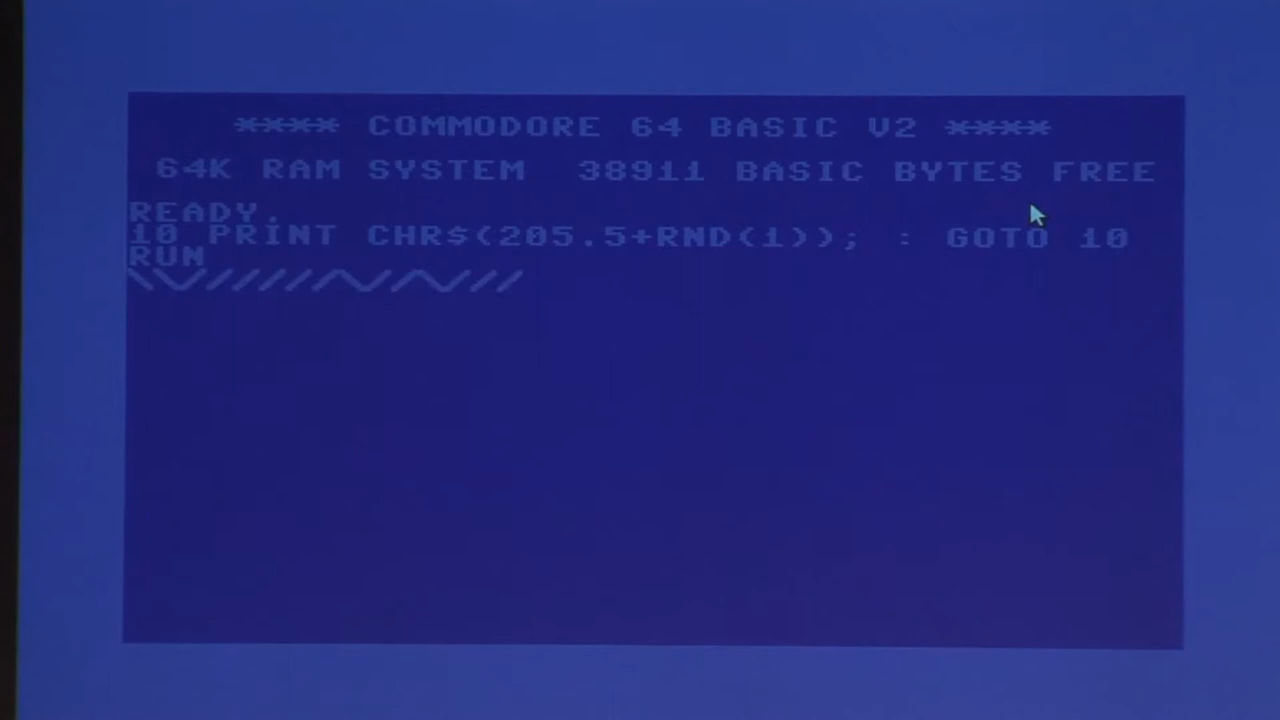 **** COMMODORE 64 BASIC V2 ****
64K RAM SYSTEM  38911 BASIC BYTES FREE
READY.
10 PRINT CHR$(205.5+RND(1)); : GOTO 10
RUN
╲╲╱╱╱╱╱╱╲╱╱╲╱╱╱